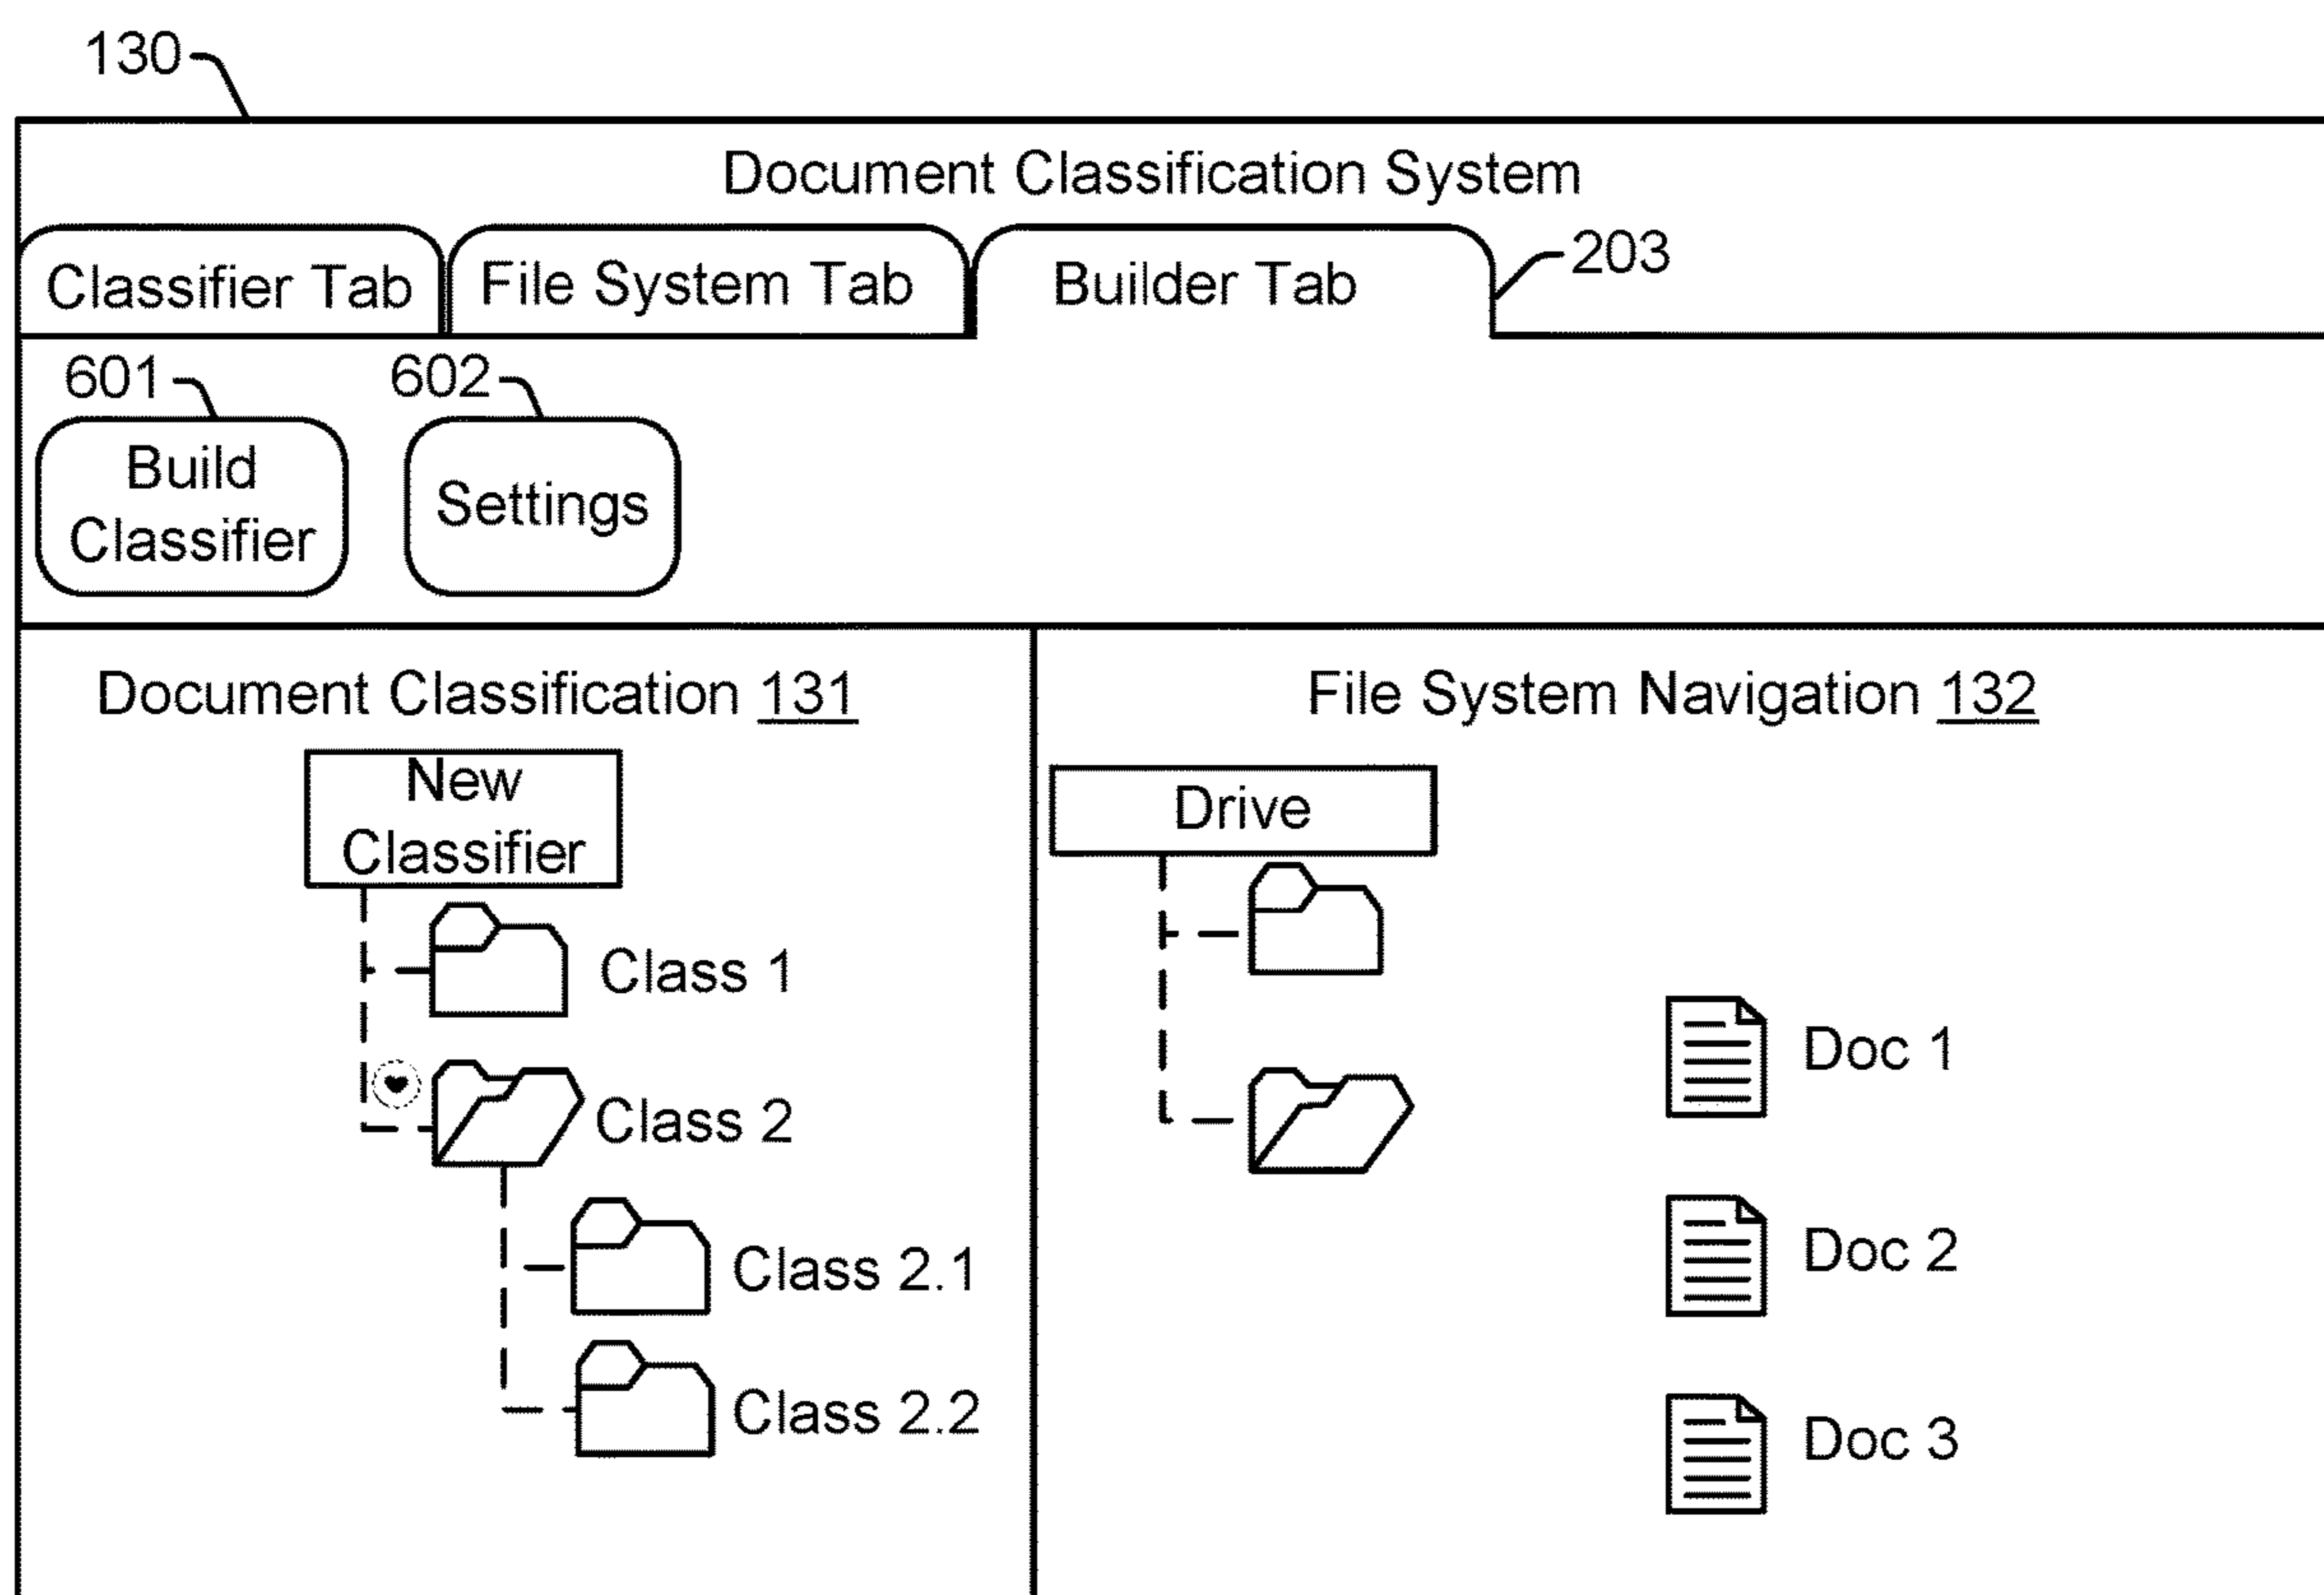 130
Document Classification System
Classifier Tab
File System Tab
Builder Tab
203
601
602
Build
Classifier
Settings
Document Classification 131
New
Classifier
Class 1
Class 2
Class 2.1
Class 2.2
File System Navigation 132
Drive
Doc 1
Doc 2
Doc 3